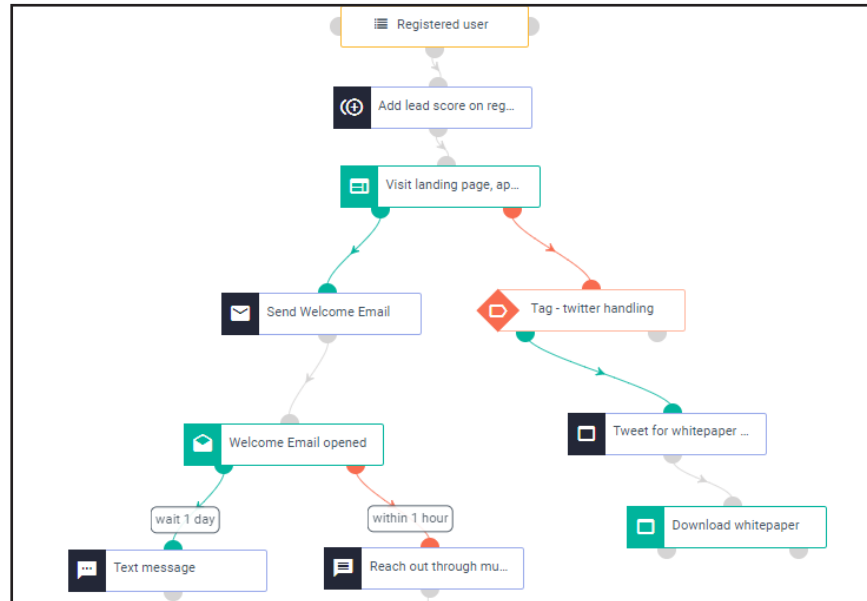 Registered user
Add lead score on reg...
Visit landing page, ap...
Send Welcome Email
Tag - twitter handling
Welcome Email opened
Tweet for whitepaper ...
wait 1 day
within 1 hour
Download whitepaper
Text message
Reach out through mu...